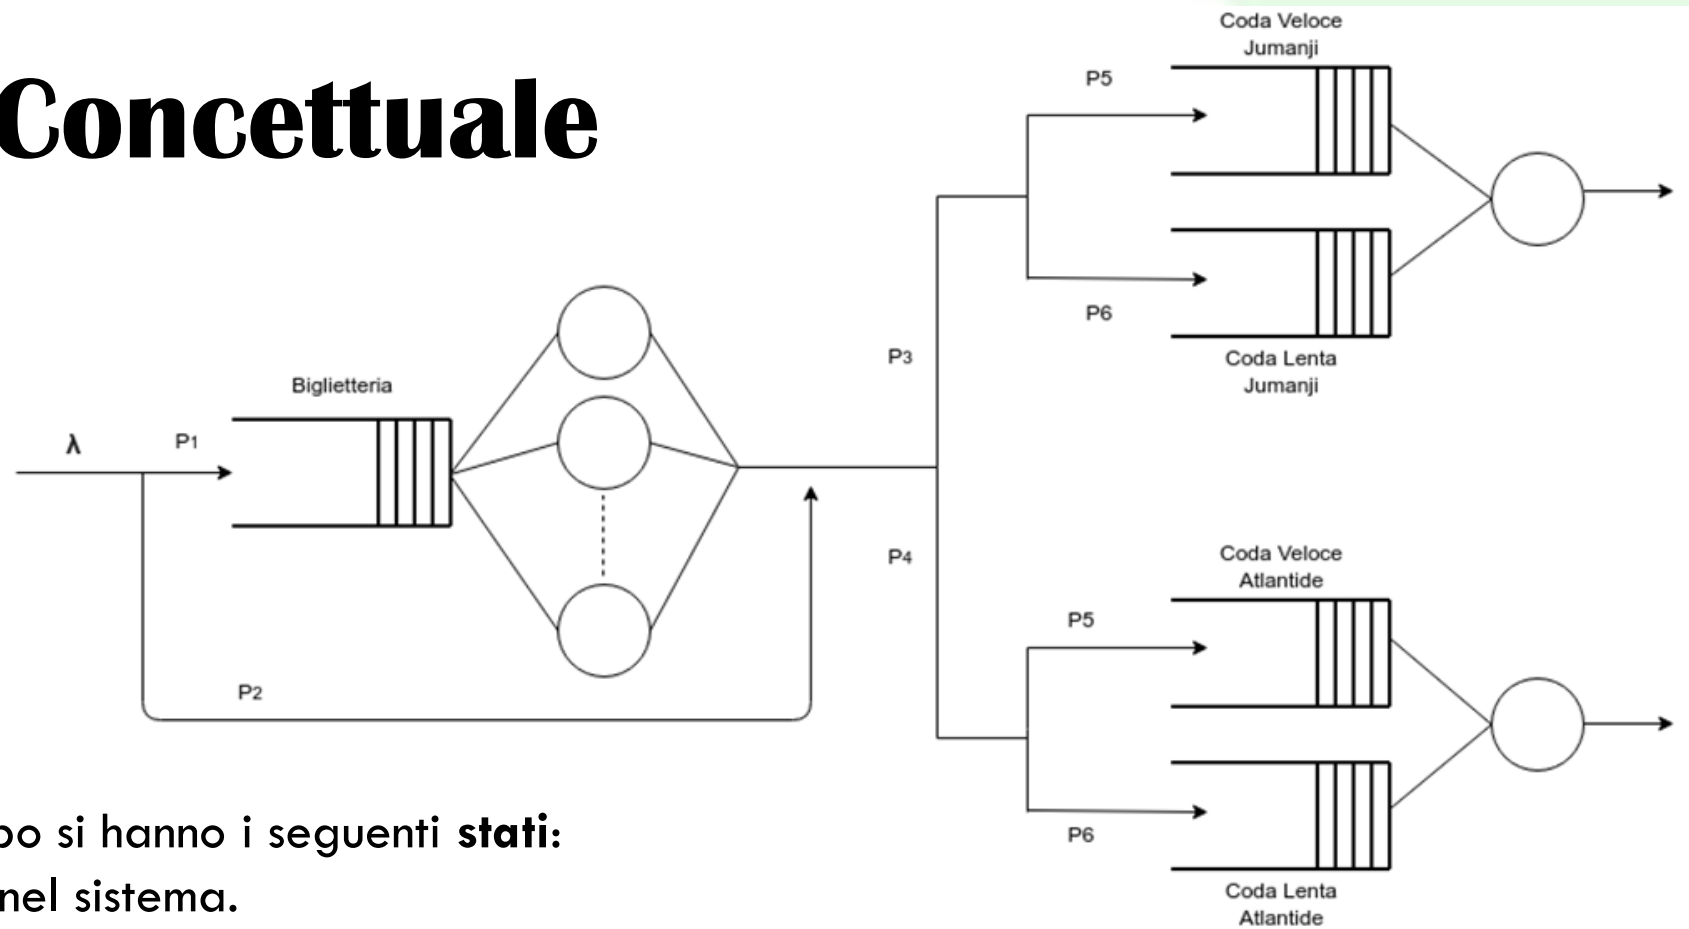 Concettuale
λ
P1
Biglietteria
P2
P3
P4
Coda Veloce
Jumanji
P5
P6
Coda Lenta
Jumanji
Coda Veloce
Atlantide
P5
P6
Coda Lenta
Atlantide
si hanno i seguenti stati:
nel sistema.